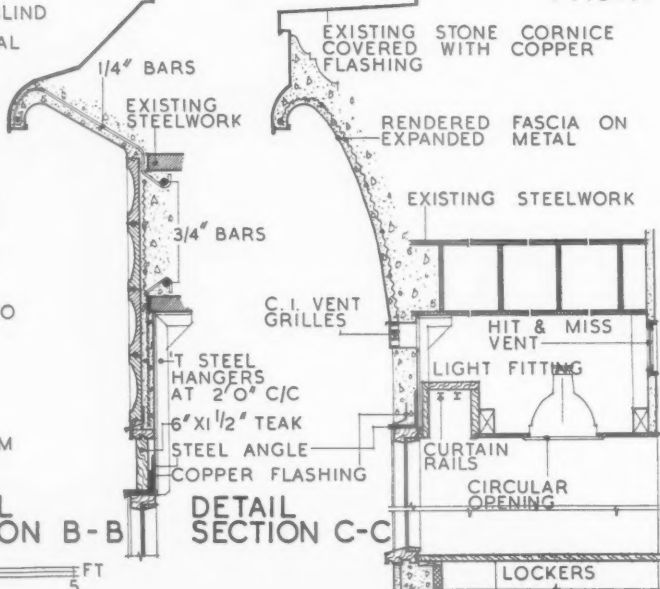 BLIND
AL
1/4" BARS
EXISTING
STEELWORK
3/4" BARS
O
'T STEEL
HANGERS
AT 2'0" C/C
6" X1 1/2" TEAK
STEEL ANGLE
COPPER FLASHING
M
L
ON B-B
FT
5
DETAIL
SECTION C-C
EXISTING STONE CORNICE
COVERED WITH COPPER
FLASHING
RENDERED FASCIA ON
EXPANDED METAL
EXISTING STEELWORK
C.I. VENT
GRILLES
HIT & MISS
VENT
LIGHT FITTING
CURTAIN
RAILS
CIRCULAR
OPENING
LOCKERS